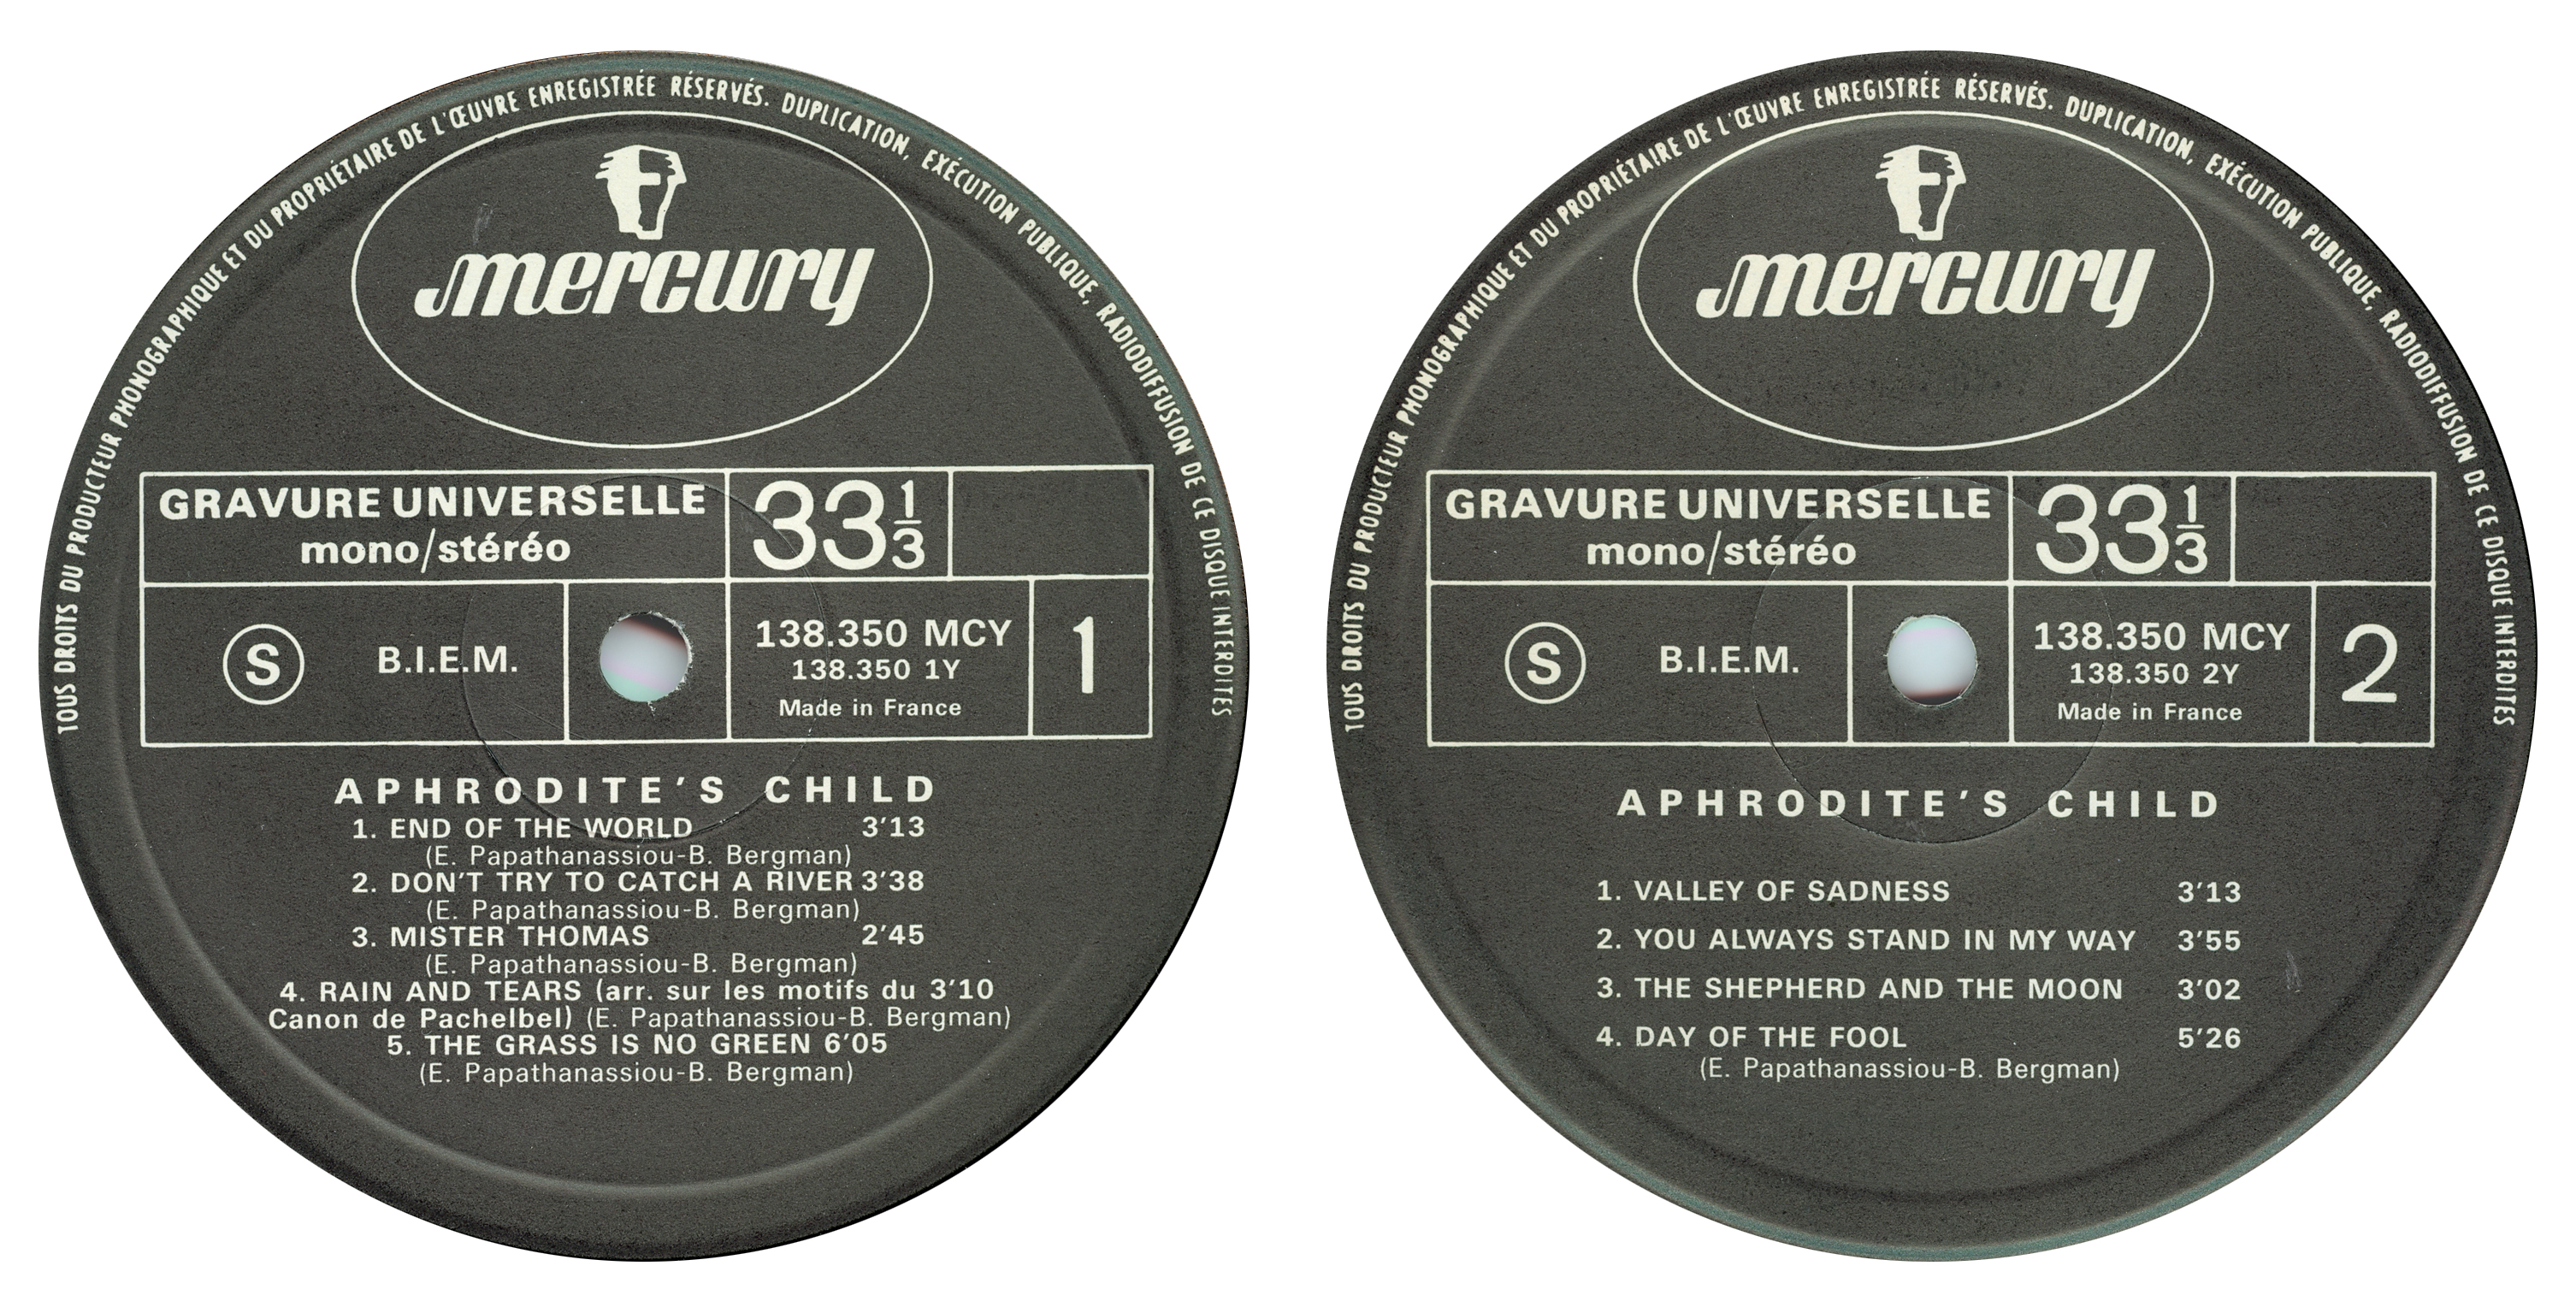 TOUS DROITS DU PRODUCTEUR PHONOGRAPHIQUE ET DU PROPRIÉTAIRE DE L'ŒUVRE ENREGISTRÉE RÉSERVÉS. DUPLICATION, EXÉCUTION PUBLIQUE, RADIODIFFUSION DE CE DISQUE INTERDITES
mercury
GRAVURE UNIVERSELLE
mono/stéréo
33 1/3
S
B.I.E.M.
138.350 MCY
138.350 1Y
Made in France
1
APHRODITE'S CHILD
1. END OF THE WORLD 3'13
(E. Papathanassiou-B. Bergman)
2. DON'T TRY TO CATCH A RIVER 3'38
(E. Papathanassiou-B. Bergman)
3. MISTER THOMAS 2'45
(E. Papathanassiou-B. Bergman)
4. RAIN AND TEARS (arr. sur les motifs du 3'10
Canon de Pachelbel) (E. Papathanassiou-B. Bergman)
5. THE GRASS IS NO GREEN 6'05
(E. Papathanassiou-B. Bergman)
TOUS DROITS DU PRODUCTEUR PHONOGRAPHIQUE ET DU PROPRIÉTAIRE DE L'ŒUVRE ENREGISTRÉE RÉSERVÉS. DUPLICATION, EXÉCUTION PUBLIQUE, RADIODIFFUSION DE CE DISQUE INTERDITES
mercury
GRAVURE UNIVERSELLE
mono/stéréo
33 1/3
S
B.I.E.M.
138.350 MCY
138.350 2Y
Made in France
2
APHRODITE'S CHILD
1. VALLEY OF SADNESS 3'13
2. YOU ALWAYS STAND IN MY WAY 3'55
3. THE SHEPHERD AND THE MOON 3'02
4. DAY OF THE FOOL 5'26
(E. Papathanassiou-B. Bergman)